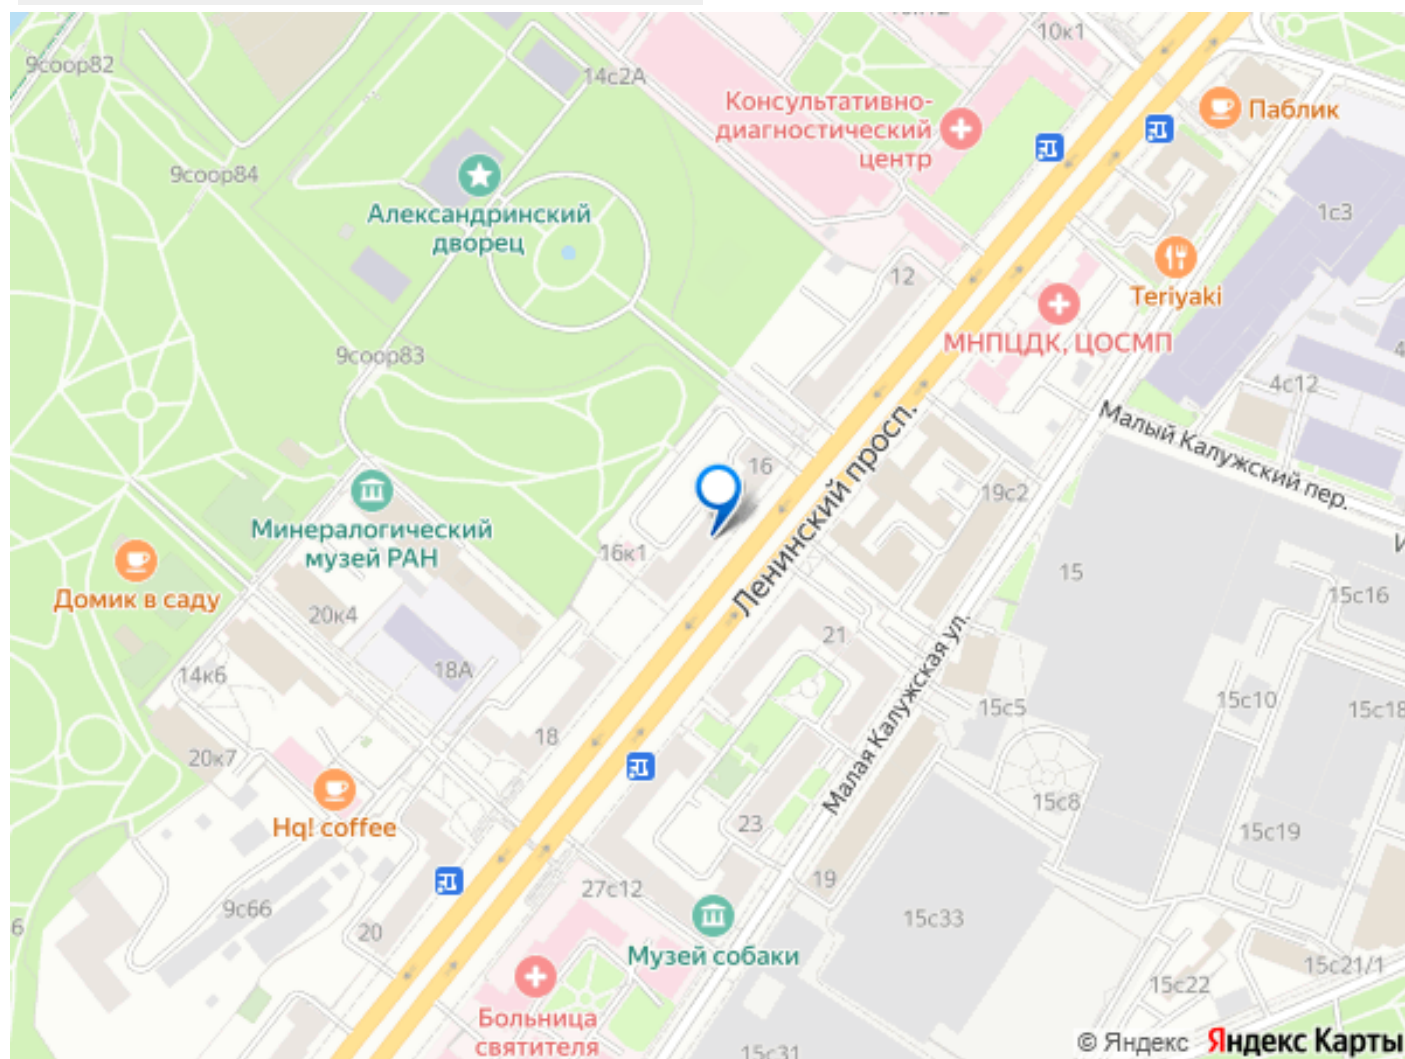 10к1
9соор82
14с2А
Консультативно-
диагностический
центр
Паблик
9соор84
Александринский
дворец
1с3
12
Teriyaki
МНПЦДК, ЦОСМП
9соор83
4с12
Малый Калужский пер.
Ленинский просп.
16
19с2
Минералогический
музей РАН
16к1
15
Домик в саду
20к4
15с16
21
Малая Калужская ул.
18А
14к6
15с5
15с10
15с18
18
20к7
15с8
Hq! coffee
23
15с19
19
27с12
9с66
20
15с33
Музей собаки
15с21/1
15с22
Больница
святителя
15с31
© Яндекс Яндекс Карты